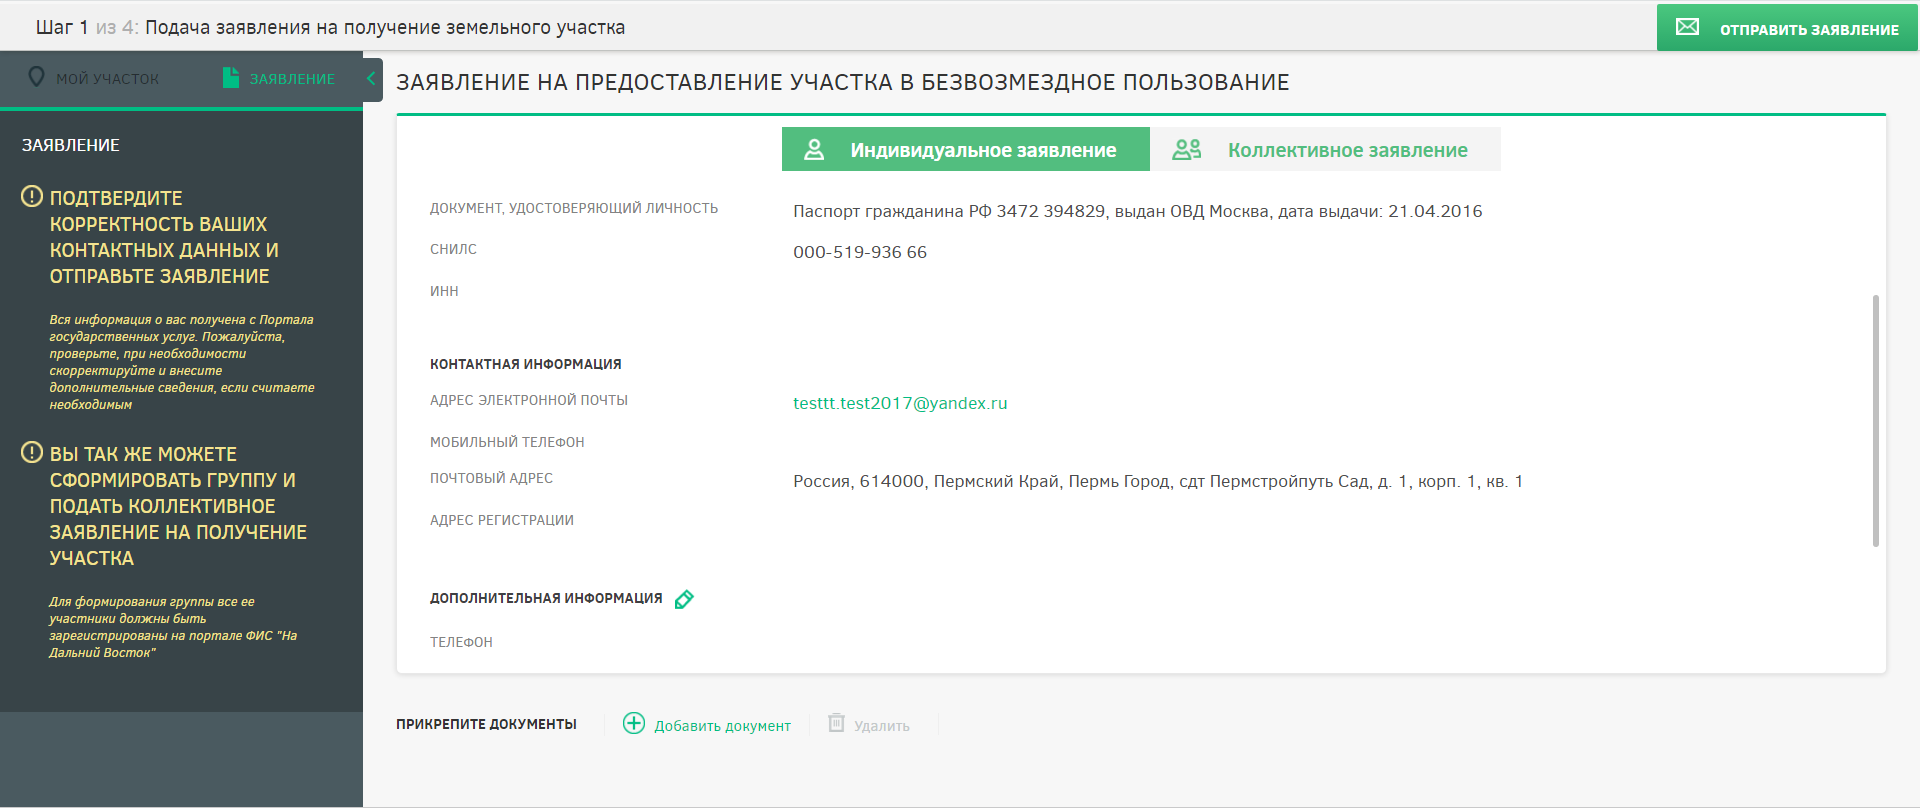 Шаг 1 из 4: Подача заявления на получение земельного участка
ОТПРАВИТЬ ЗАЯВЛЕНИЕ
МОЙ УЧАСТОК
ЗАЯВЛЕНИЕ
ЗАЯВЛЕНИЕ
ПОДТВЕРДИТЕ
КОРРЕКТНОСТЬ ВАШИХ
КОНТАКТНЫХ ДАННЫХ И
ОТПРАВЬТЕ ЗАЯВЛЕНИЕ
Вся информация о вас получена с Портала
государственных услуг. Пожалуйста,
проверьте, при необходимости
скорректируйте и внесите
дополнительные сведения, если считаете
необходимым
ВЫ ТАК ЖЕ МОЖЕТЕ
СФОРМИРОВАТЬ ГРУППУ И
ПОДАТЬ КОЛЛЕКТИВНОЕ
ЗАЯВЛЕНИЕ НА ПОЛУЧЕНИЕ
УЧАСТКА
Для формирования группы все ее
участники должны быть
зарегистрированы на портале ФИС "На
Дальний Восток"
ЗАЯВЛЕНИЕ НА ПРЕДОСТАВЛЕНИЕ УЧАСТКА В БЕЗВОЗМЕЗДНОЕ ПОЛЬЗОВАНИЕ
Индивидуальное заявление
Коллективное заявление
ДОКУМЕНТ, УДОСТОВЕРЯЮЩИЙ ЛИЧНОСТЬ
Паспорт гражданина РФ 3472 394829, выдан ОВД Москва, дата выдачи: 21.04.2016
СНИЛС
000-519-936 66
ИНН
КОНТАКТНАЯ ИНФОРМАЦИЯ
АДРЕС ЭЛЕКТРОННОЙ ПОЧТЫ
testtt.test2017@yandex.ru
МОБИЛЬНЫЙ ТЕЛЕФОН
ПОЧТОВЫЙ АДРЕС
Россия, 614000, Пермский Край, Пермь Город, сдт Пермстройпуть Сад, д. 1, корп. 1, кв. 1
АДРЕС РЕГИСТРАЦИИ
ДОПОЛНИТЕЛЬНАЯ ИНФОРМАЦИЯ
ТЕЛЕФОН
ПРИКРЕПИТЕ ДОКУМЕНТЫ
Добавить документ
Удалить